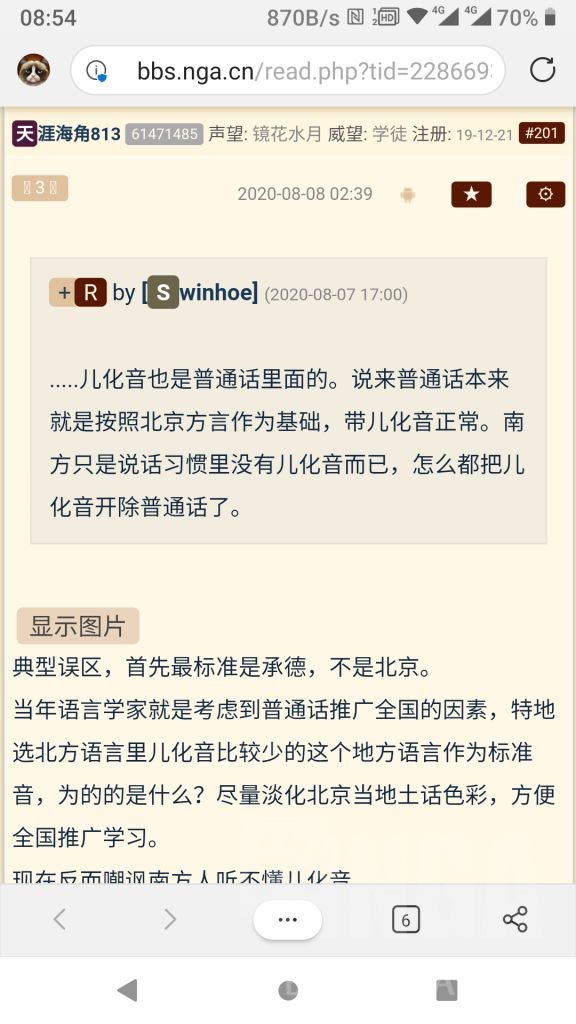 08:54
870B/s HD 4G 4G 70%
bbs.nga.cn/read.php?tid=228669
天涯海角813 61471485 声望: 镜花水月 威望: 学徒 注册: 19-12-21 #201
3
2020-08-08 02:39
+ R by [Swinhoe] (2020-08-07 17:00)
.....儿化音也是普通话里面的。说来普通话本来
就是按照北京方言作为基础，带儿化音正常。南
方只是说话习惯里没有儿化音而已，怎么都把儿
化音开除普通话了。
显示图片
典型误区，首先最标准是承德，不是北京。
当年语言学家就是考虑到普通话推广全国的因素，特地
选北方语言里儿化音比较少的这个地方语言作为标准
音，为的的是什么？尽量淡化北京当地土话色彩，方便
全国推广学习。
现在反而嘲讽南方人听不懂儿化音
6